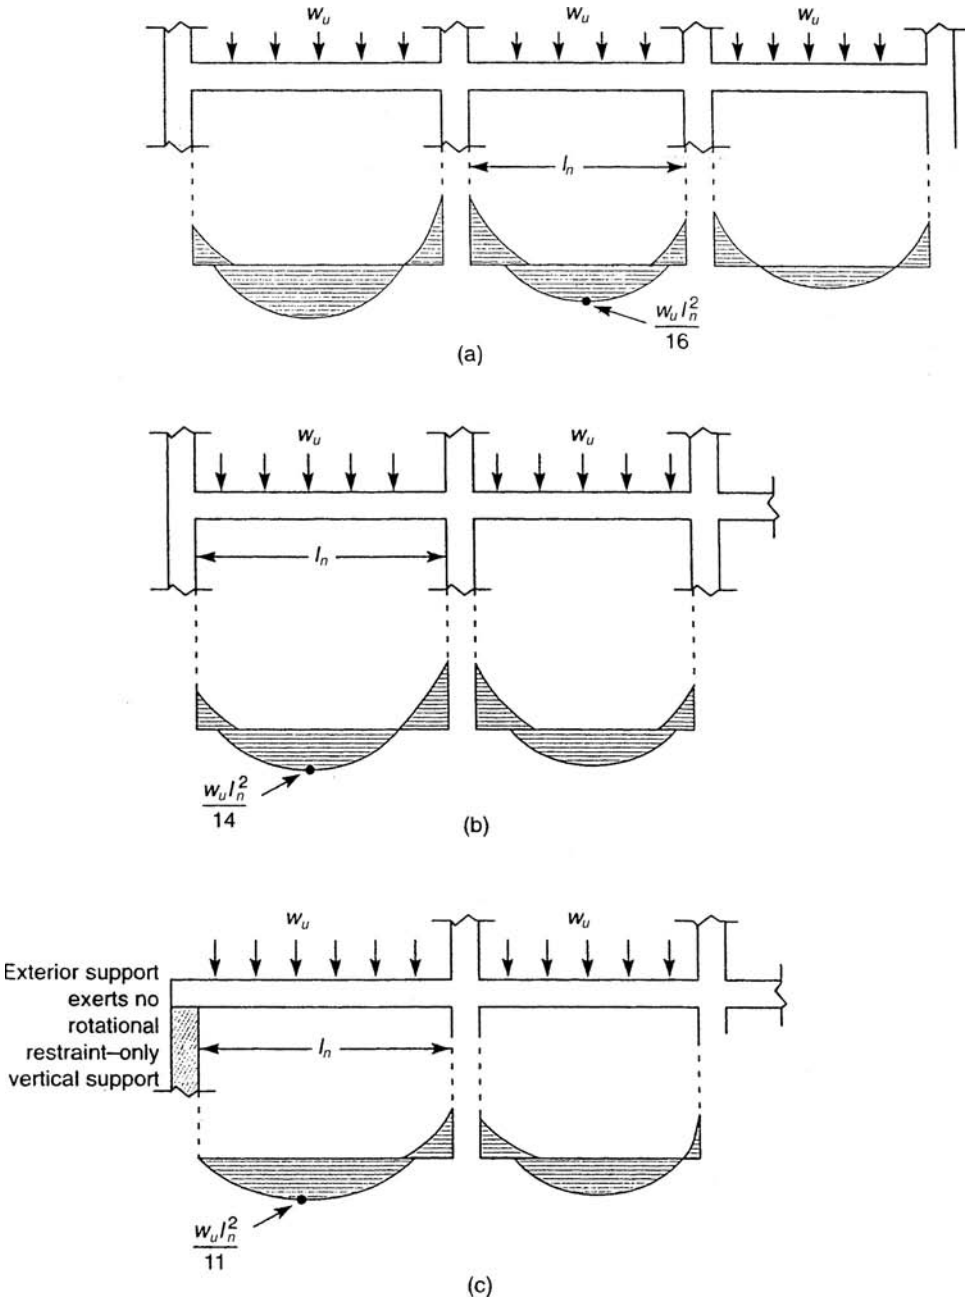 w_u w_u w_u
l_n
w_u l_n^2
16
(a)
w_u w_u
l_n
w_u l_n^2
14
(b)
w_u w_u
Exterior support
exerts no
rotational
restraint–only
vertical support
l_n
w_u l_n^2
11
(c)